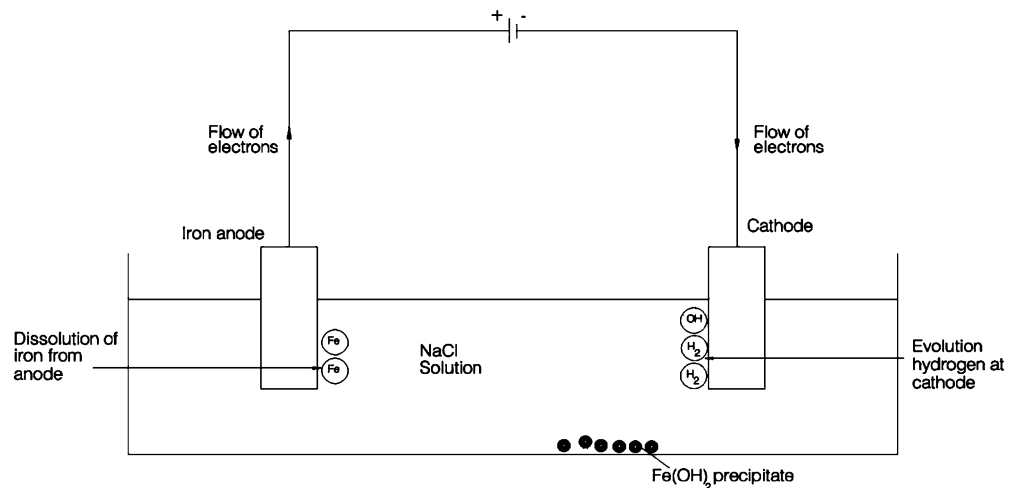 + -
Flow of
electrons
Flow of
electrons
Iron anode
Cathode
OH
Fe
H2
Fe
H2
Dissolution of
iron from
anode
NaCl
Solution
Evolution
hydrogen at
cathode
Fe(OH)2 precipitate